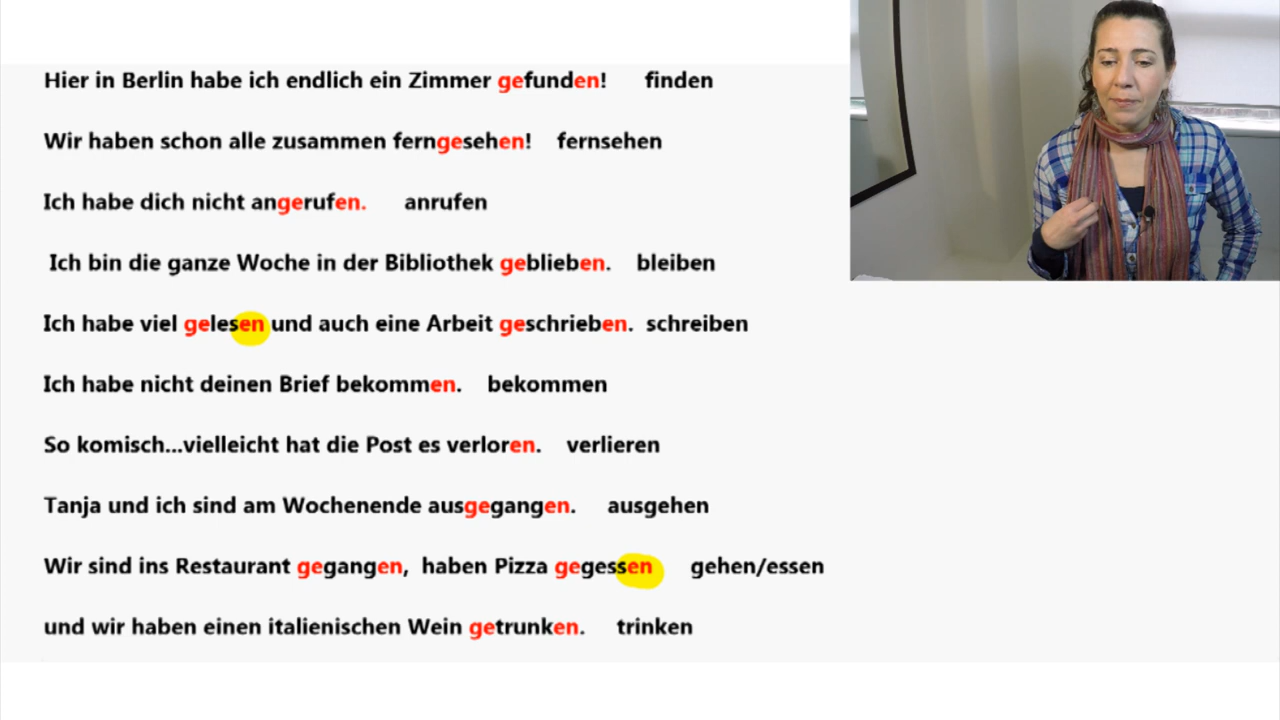 Hier in Berlin habe ich endlich ein Zimmer gefunden! finden
Wir haben schon alle zusammen ferngesehen! fernsehen
Ich habe dich nicht angerufen. anrufen
Ich bin die ganze Woche in der Bibliothek geblieben. bleiben
Ich habe viel gelesen und auch eine Arbeit geschrieben. schreiben
Ich habe nicht deinen Brief bekommen. bekommen
So komisch...vielleicht hat die Post es verloren. verlieren
Tanja und ich sind am Wochenende ausgegangen. ausgehen
Wir sind ins Restaurant gegangen, haben Pizza gegessen gehen/essen
und wir haben einen italienischen Wein getrunken. trinken